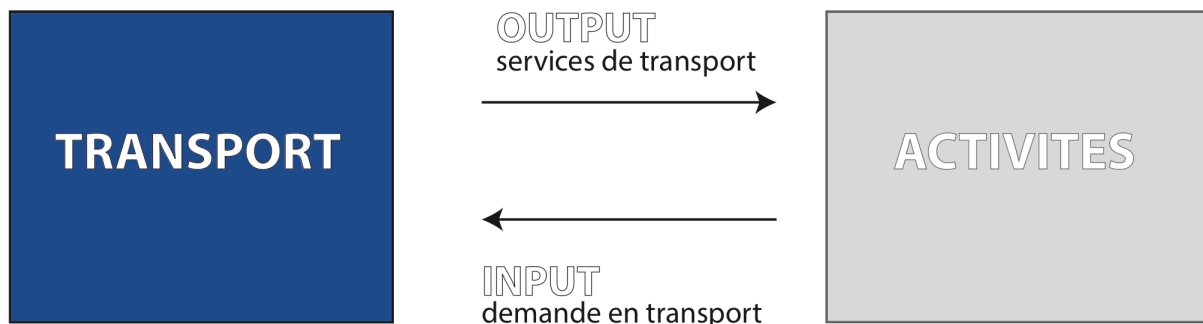 OUTPUT
services de transport
TRANSPORT
ACTIVITES
INPUT
demande en transport